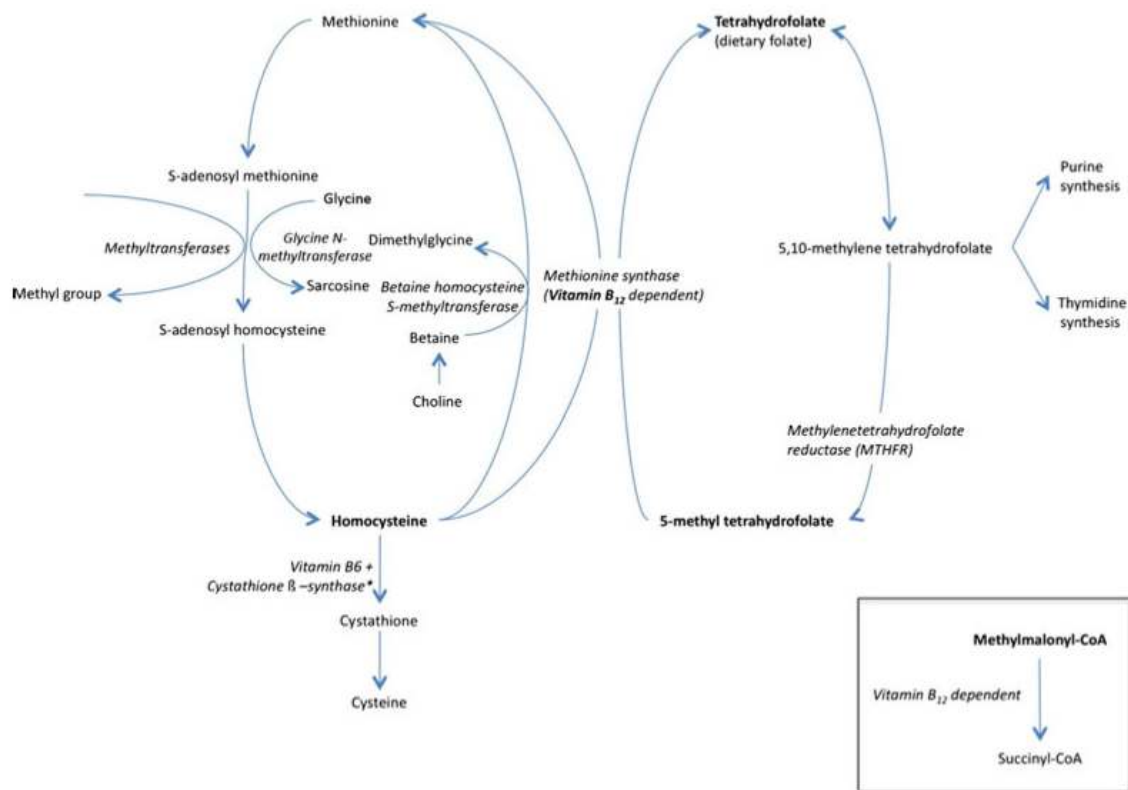 Methionine
Tetrahydrofolate
(dietary folate)
S-adenosyl methionine
Glycine
Methyltransferases
Glycine N-
methyltransferase
Dimethylglycine
Sarcosine
Methyl group
Betaine homocysteine
S-methyltransferase
Methionine synthase
(Vitamin B12 dependent)
5,10-methylene tetrahydrofolate
Purine
synthesis
Thymidine
synthesis
S-adenosyl homocysteine
Betaine
Choline
Methylenetetrahydrofolate
reductase (MTHFR)
Homocysteine
5-methyl tetrahydrofolate
Vitamin B6 +
Cystathione ß –synthase*
Cystathione
Cysteine
Methylmalonyl-CoA
Vitamin B12 dependent
Succinyl-CoA